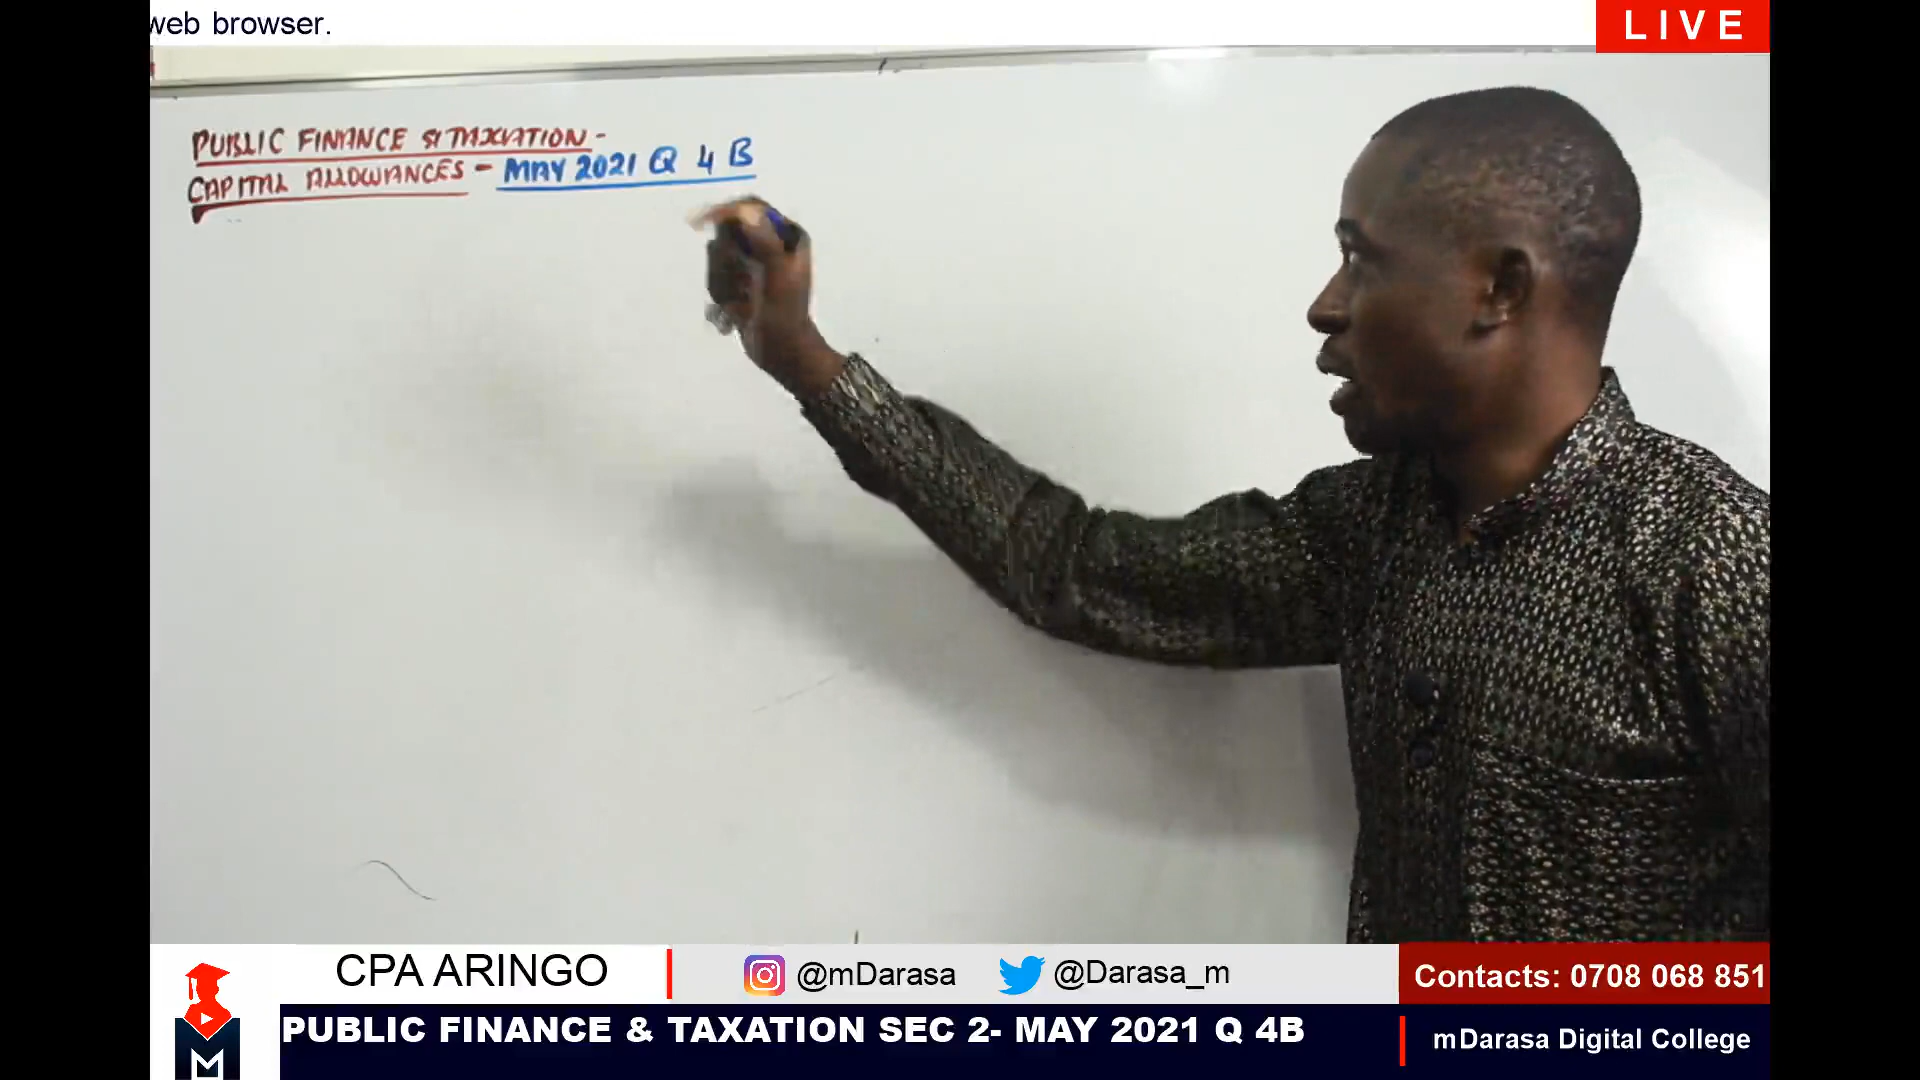 web browser.
LIVE
PUBLIC FINANCE & TAXATION -
CAPITAL ALLOWANCES - MAY 2021 Q 4 B
CPA ARINGO
@mDarasa
@Darasa_m
Contacts: 0708 068 851
M
PUBLIC FINANCE & TAXATION SEC 2- MAY 2021 Q 4B
mDarasa Digital College